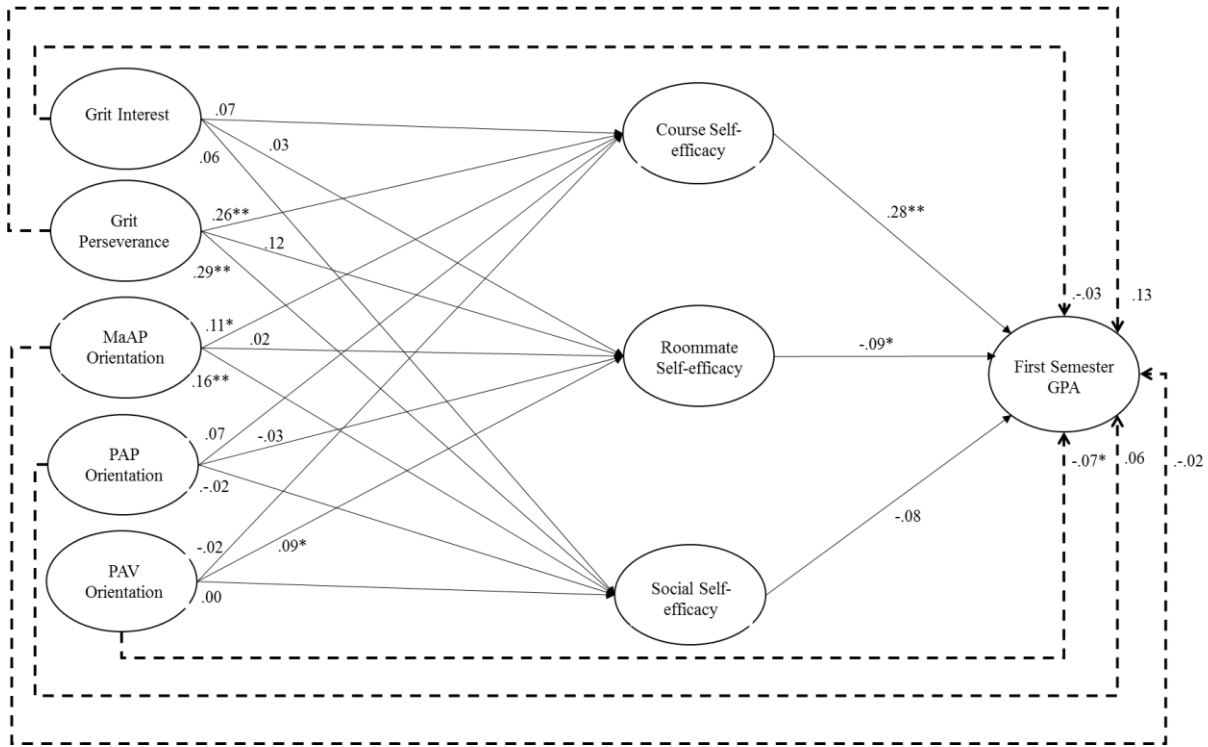 Grit Interest
.07
.03
.06
Course Self-
efficacy
Grit
Perseverance
.26**
.12
.29**
.28**
MaAP
Orientation
.11*
.02
.16**
Roommate
Self-efficacy
-.09*
.-.03
.13
First Semester
GPA
PAP
Orientation
.07
-.03
.-.02
-.07*
.06
.-.02
PAV
Orientation
-.02
.09*
.00
Social Self-
efficacy
-.08